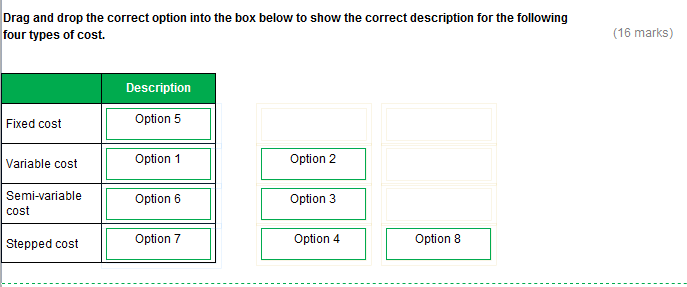 Drag and drop the correct option into the box below to show the correct description for the following
four types of cost.
(16 marks)
Description
Fixed cost
Option 5
Variable cost
Option 1
Option 2
Semi-variable
cost
Option 6
Option 3
Stepped cost
Option 7
Option 4
Option 8